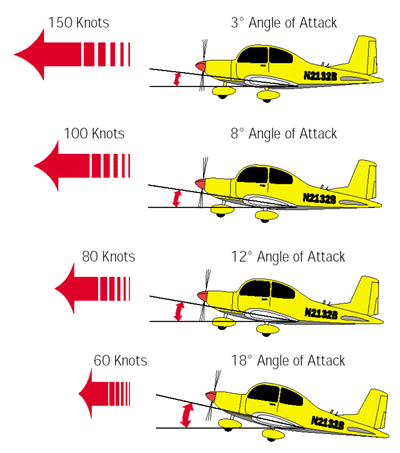 150 Knots 3° Angle of Attack
N2132B
100 Knots 8° Angle of Attack
N2132B
80 Knots 12° Angle of Attack
N2132B
60 Knots 18° Angle of Attack
N2132B